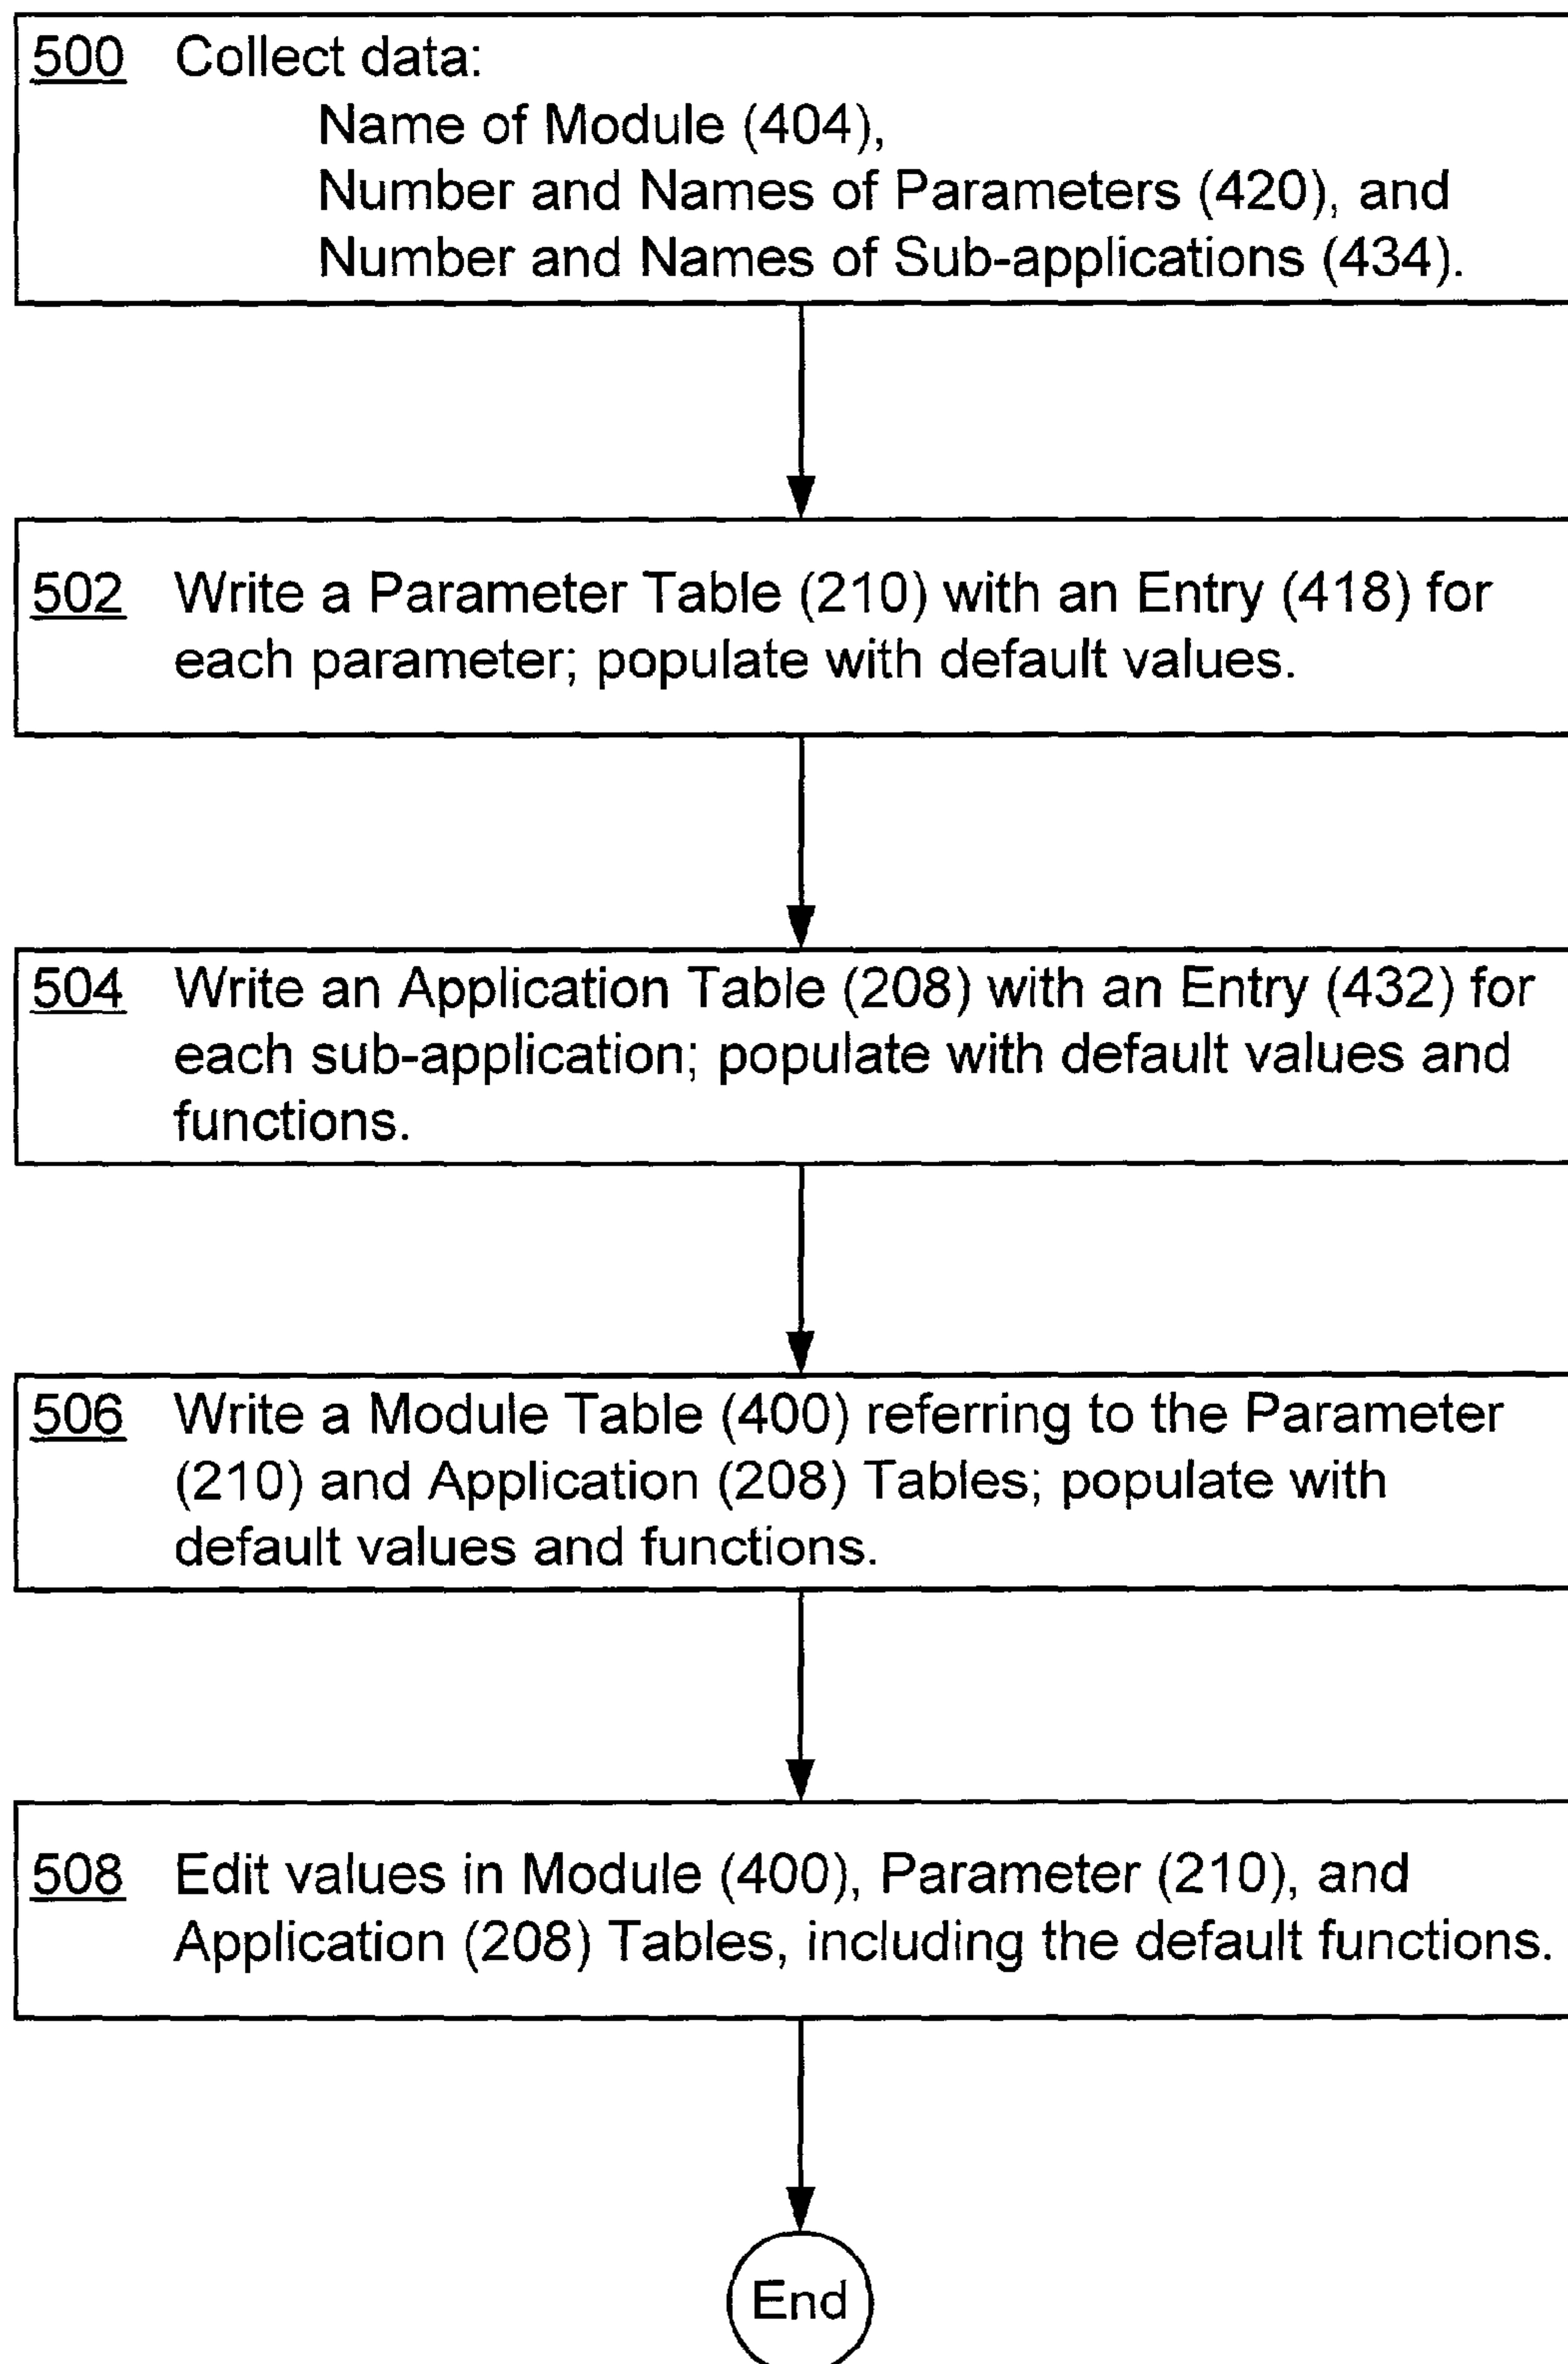 500 Collect data:
Name of Module (404),
Number and Names of Parameters (420), and
Number and Names of Sub-applications (434).
502 Write a Parameter Table (210) with an Entry (418) for
each parameter; populate with default values.
504 Write an Application Table (208) with an Entry (432) for
each sub-application; populate with default values and
functions.
506 Write a Module Table (400) referring to the Parameter
(210) and Application (208) Tables; populate with
default values and functions.
508 Edit values in Module (400), Parameter (210), and
Application (208) Tables, including the default functions.
End